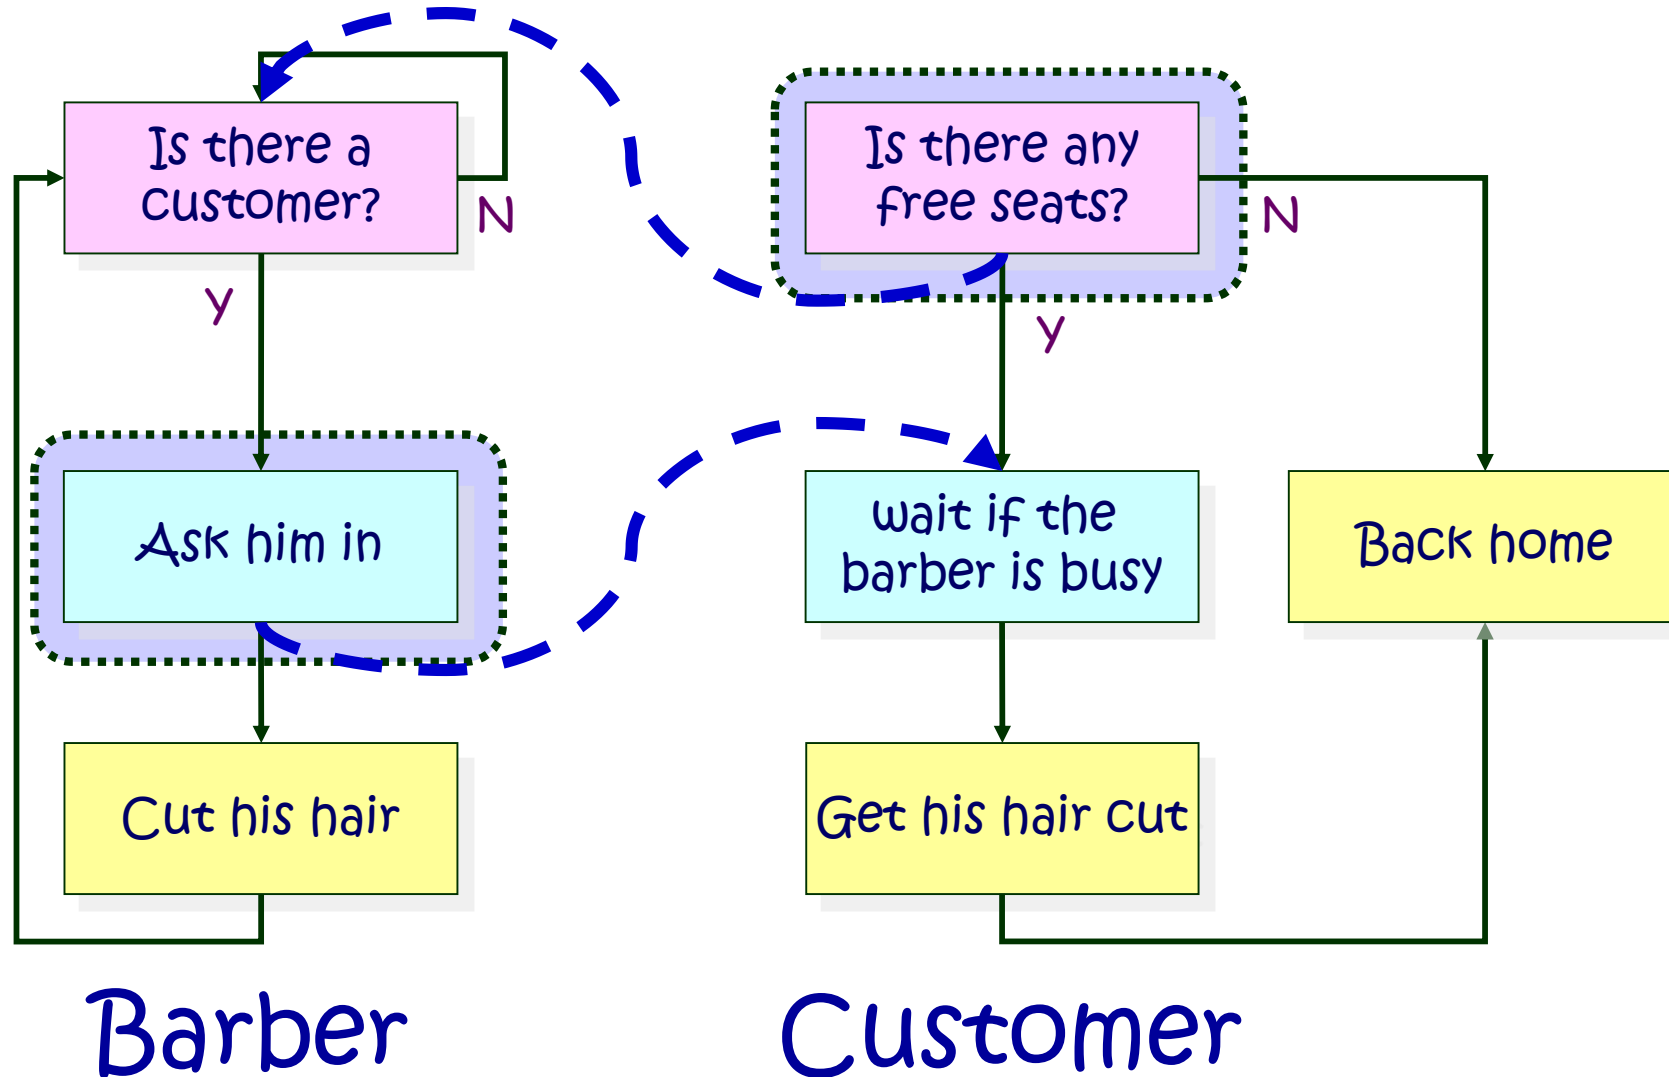 Is there a
customer?
N
Y
Ask him in
Cut his hair
Barber
Is there any
free seats?
N
Y
wait if the
barber is busy
Back home
Get his hair cut
Customer